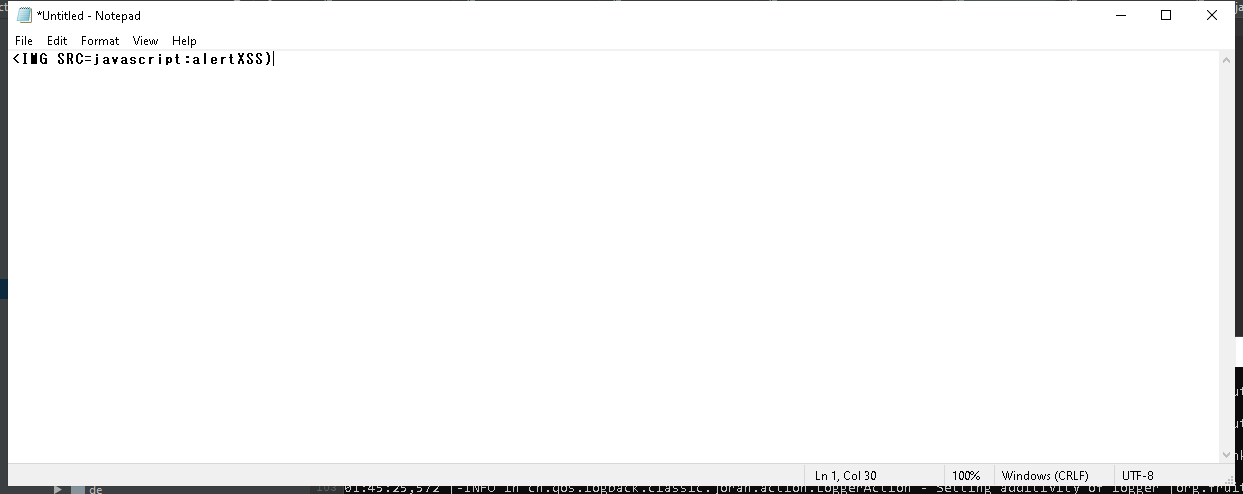 *Untitled - Notepad
File Edit Format View Help
<IMG SRC=javascript:alertXSS)
Ln 1, Col 30 100% Windows (CRLF) UTF-8
de
01:45:25,572 |-INFO in ch.qos.logback.classic.joran.action.LoggerAction - Setting additivity of logger [org.fruit